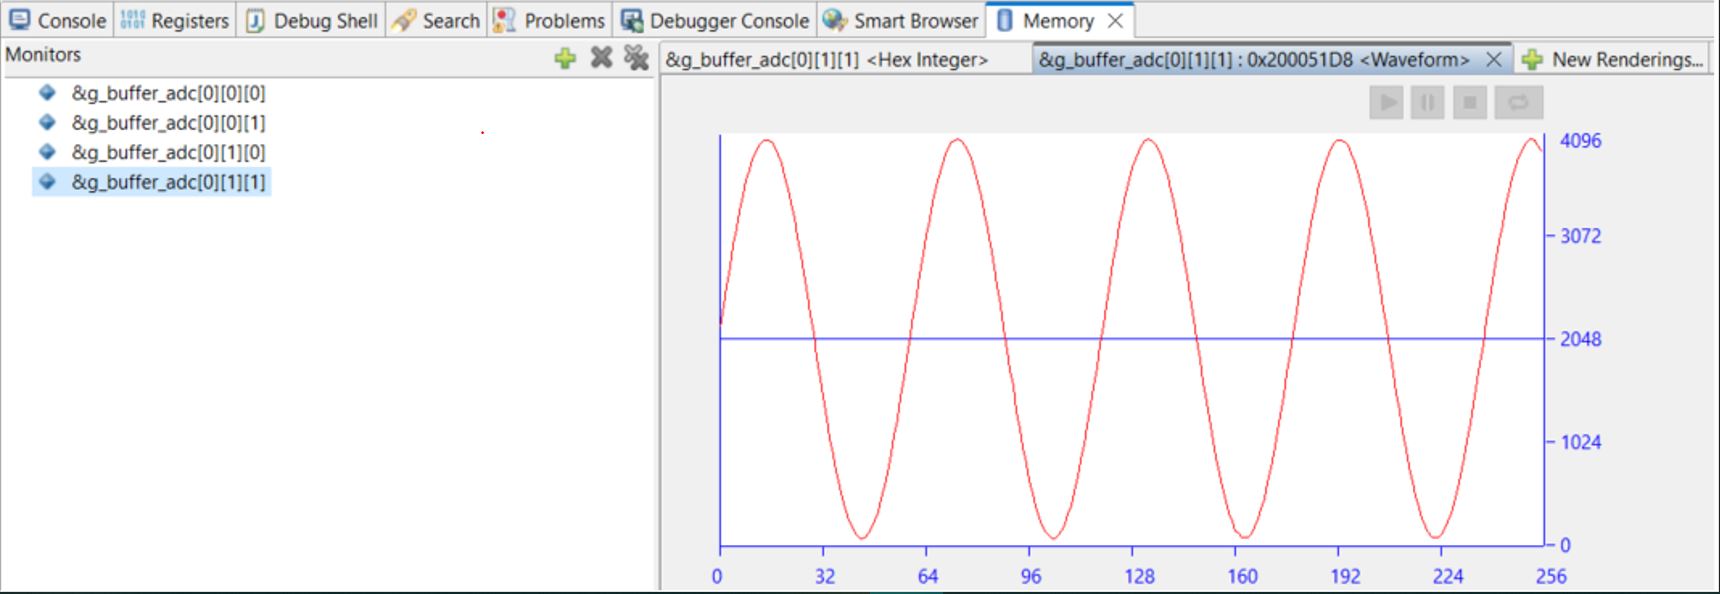 Console Registers Debug Shell Search Problems Debugger Console Smart Browser Memory
Monitors
&g_buffer_adc[0][0][0]
&g_buffer_adc[0][0][1]
&g_buffer_adc[0][1][0]
&g_buffer_adc[0][1][1]
&g_buffer_adc[0][1][1] <Hex Integer> &g_buffer_adc[0][1][1] : 0x200051D8 <Waveform> New Renderings...
4096
3072
2048
1024
0
0 32 64 96 128 160 192 224 256